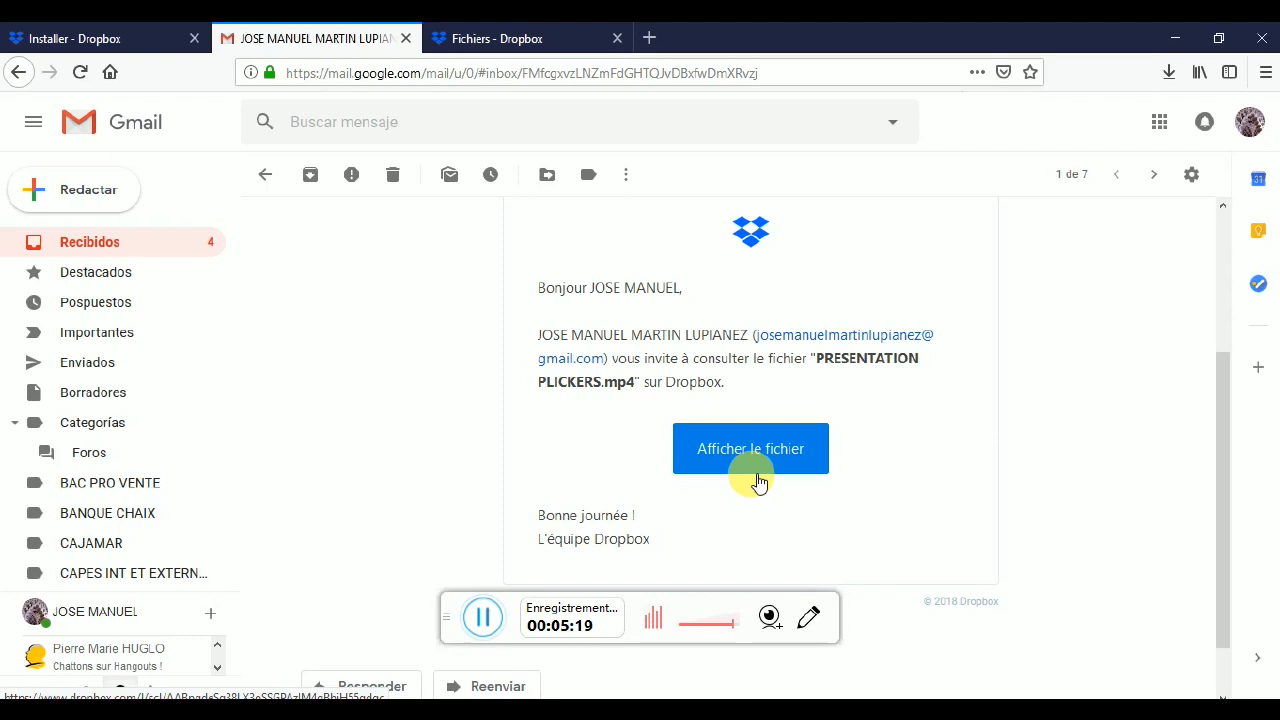 Installer - Dropbox
JOSE MANUEL MARTIN LUPIAN
Fichiers - Dropbox
https://mail.google.com/mail/u/0/#inbox/FMfcgxvzLNZmFdGHTQJvDBxfwDmXRvzj
Gmail
Buscar mensaje
Redactar
1 de 7
31
Recibidos 4
Destacados
Pospuestos
Importantes
Enviados
Borradores
Categorías
Foros
BAC PRO VENTE
BANQUE CHAIX
CAJAMAR
CAPES INT ET EXTERN...
JOSE MANUEL
Pierre Marie HUGLO
Chattons sur Hangouts !
Bonjour JOSE MANUEL,
JOSE MANUEL MARTIN LUPIANEZ (josemanuelmartinlupianez@
gmail.com) vous invite à consulter le fichier "PRESENTATION
PLICKERS.mp4" sur Dropbox.
Afficher le fichier
Bonne journée !
L'équipe Dropbox
© 2018 Dropbox
Enregistrement...
00:05:19
Responder
Reenviar